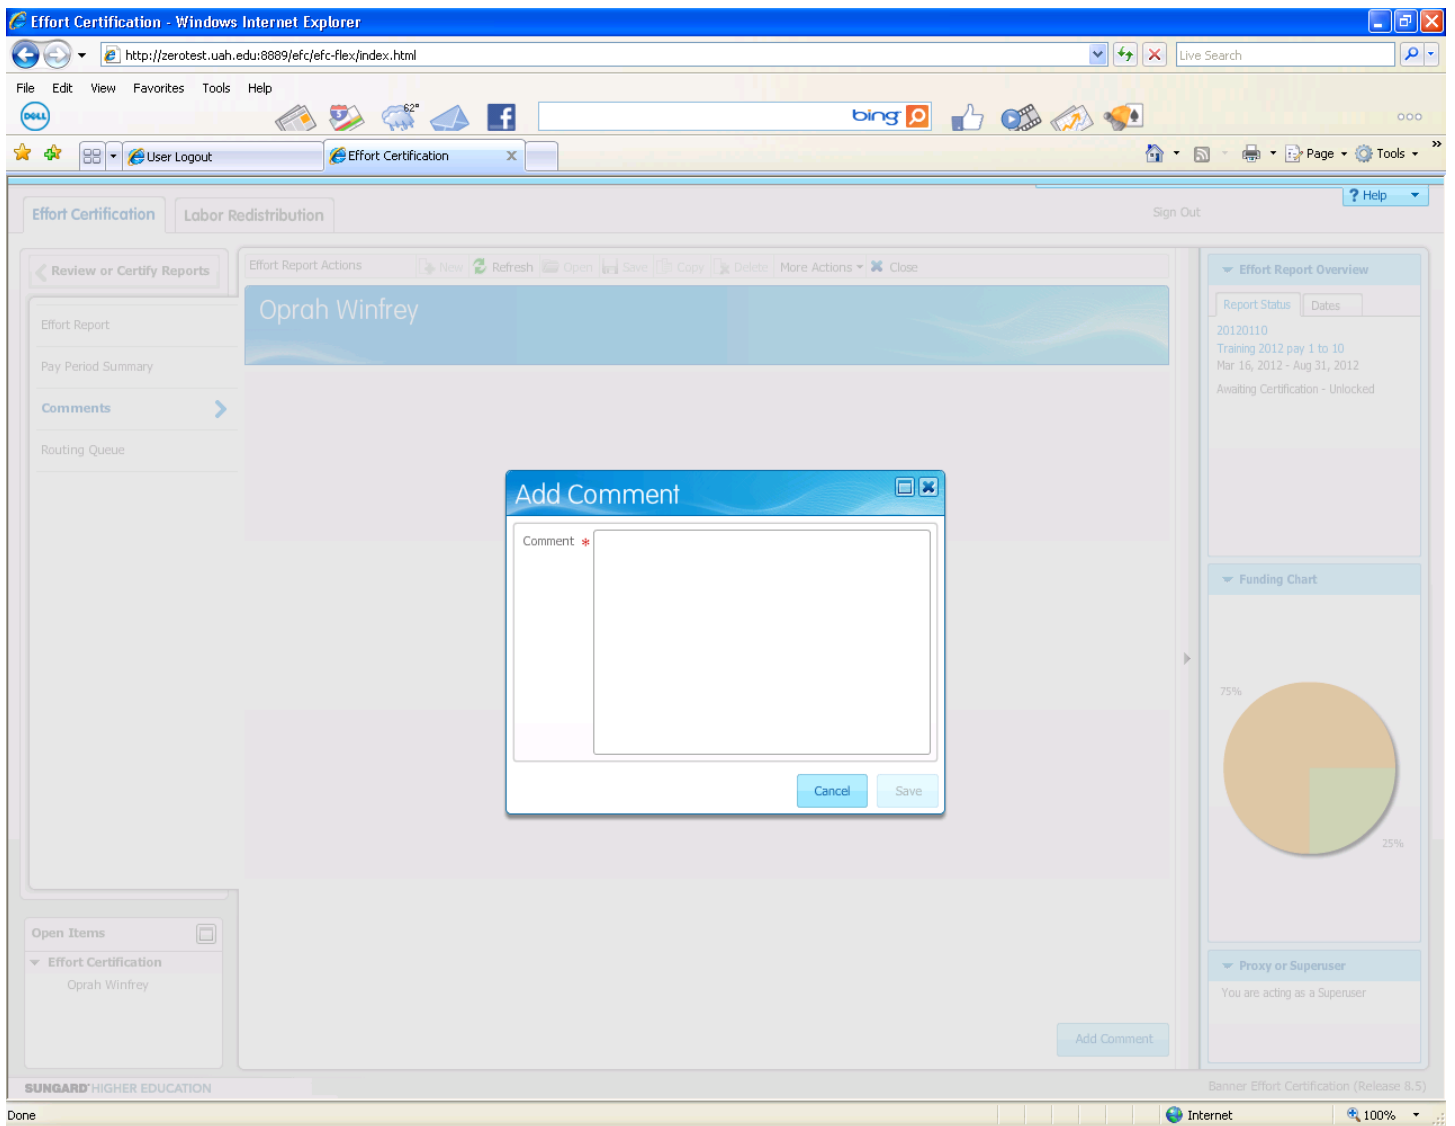 Effort Certification - Windows Internet Explorer
http://zerotest.uah.edu:8889/efc/efc-flex/index.html
Live Search
File Edit View Favorites Tools Help
DELL
62°
bing
User Logout
Effort Certification
X
Page
Tools
»
? Help
Effort Certification
Labor Redistribution
Sign Out
Review or Certify Reports
Effort Report
Pay Period Summary
Comments
Routing Queue
Effort Report Actions
New Refresh Open Save Copy Delete More Actions Close
Oprah Winfrey
Add Comment
Comment *
Cancel
Save
Effort Report Overview
Report Status
Dates
20120110
Training 2012 pay 1 to 10
Mar 16, 2012 - Aug 31, 2012
Awaiting Certification - Unlocked
Funding Chart
75%
25%
Open Items
Effort Certification
Oprah Winfrey
Proxy or Superuser
You are acting as a Superuser
Add Comment
SUNGARD' HIGHER EDUCATION
Banner Effort Certification (Release 8.5)
Done
Internet
100%